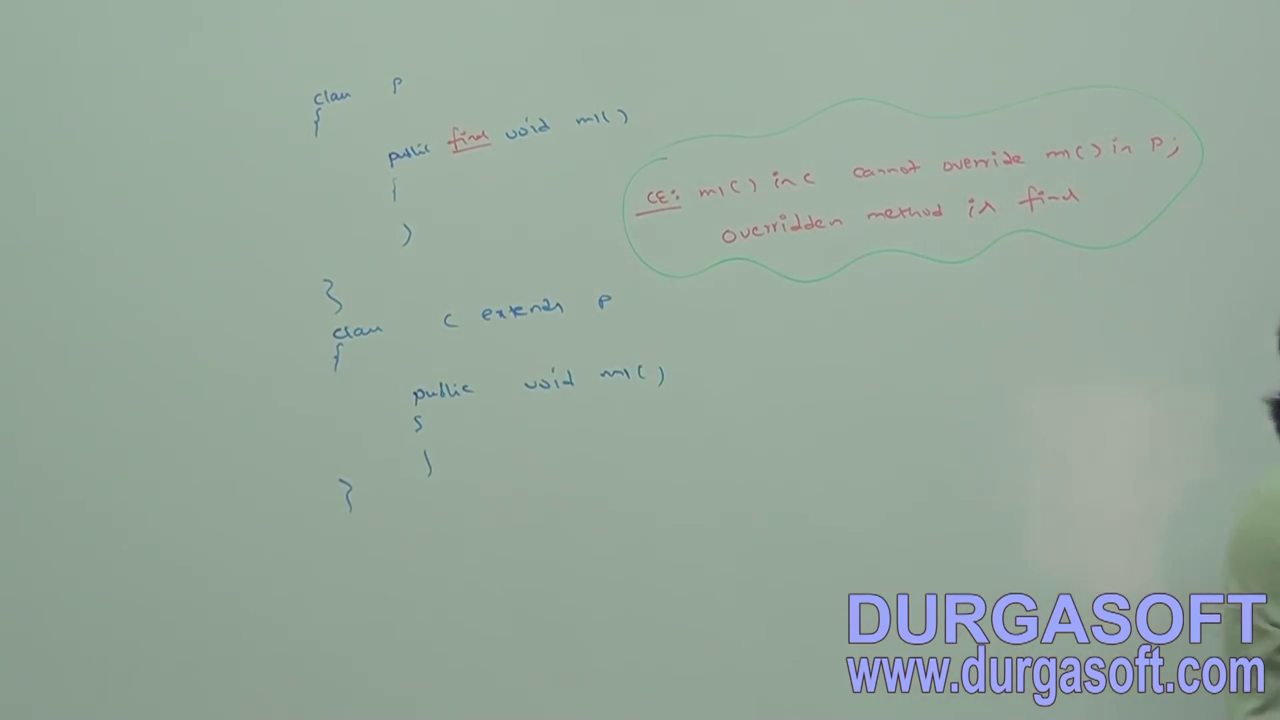 class P
{
public final void m1()
{
}
}
class C extends P
{
public void m1()
{
}
}
CE: m1() in C cannot override m1() in P;
overridden method is final
DURGASOFT
www.durgasoft.com